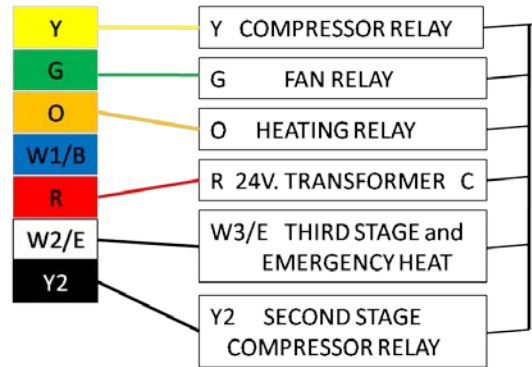 Y
G
O
W1/B
R
W2/E
Y2
Y COMPRESSOR RELAY
G FAN RELAY
O HEATING RELAY
R 24V. TRANSFORMER C
W3/E THIRD STAGE and
EMERGENCY HEAT
Y2 SECOND STAGE
COMPRESSOR RELAY